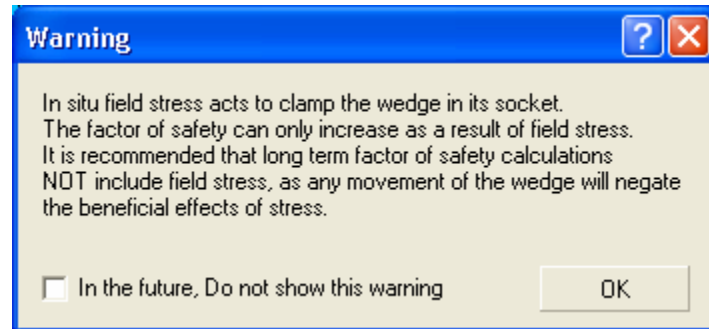 Warning
In situ field stress acts to clamp the wedge in its socket.
The factor of safety can only increase as a result of field stress.
It is recommended that long term factor of safety calculations
NOT include field stress, as any movement of the wedge will negate
the beneficial effects of stress.
In the future, Do not show this warning
OK